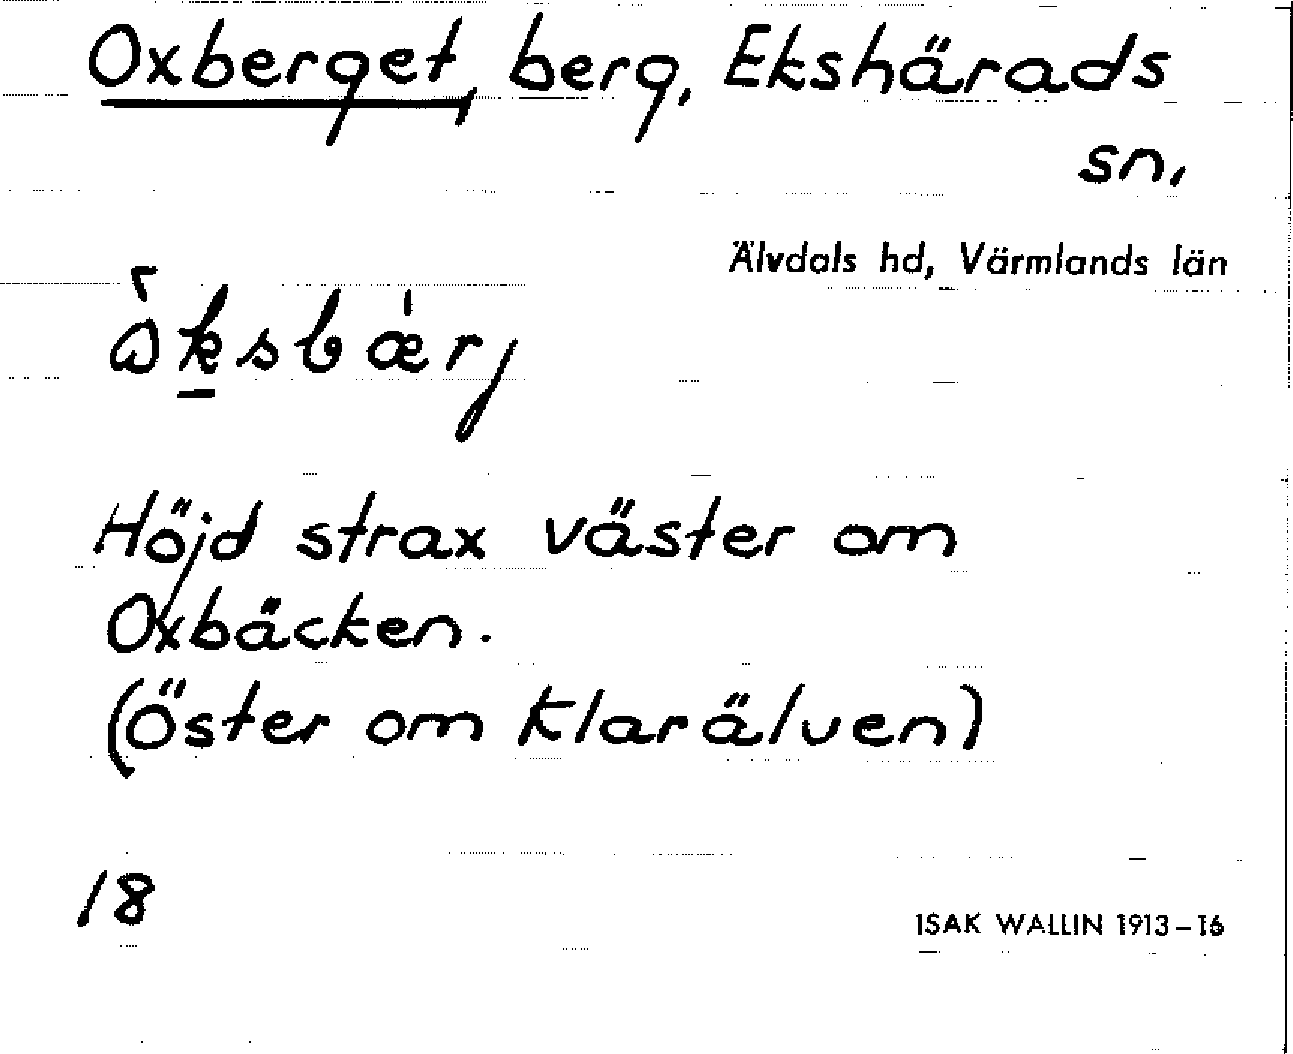 Oxberget, berg, Ekshärads
sn,
Älvdals hd, Värmlands län
Höjd strax väster om
Oxbäcken.
(Öster om Klarälven)
18
ISAK WALLIN 1913–16